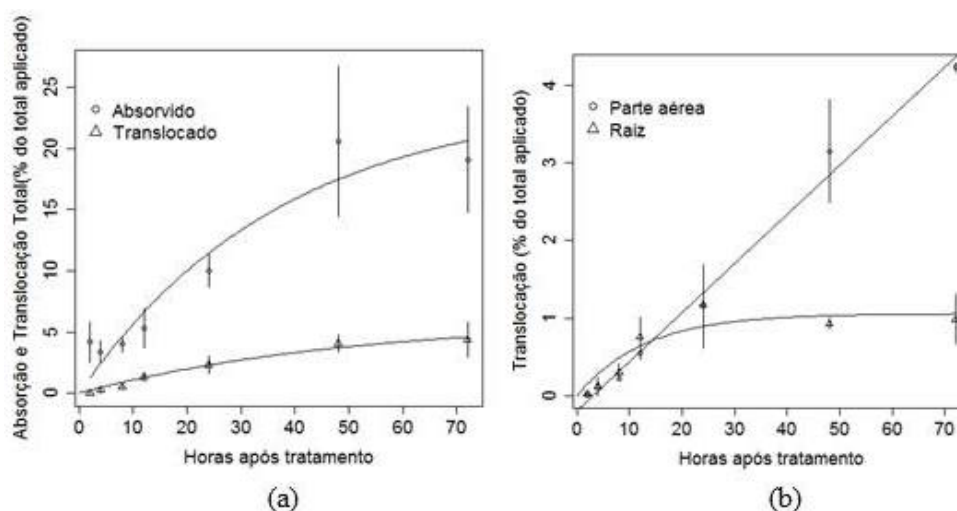 Absorção e Translocação Total(% do total aplicado)
25
20
15
10
5
0
Absorvido
Translocado
0 10 20 30 40 50 60 70
Horas após tratamento
(a)
Translocação (% do total aplicado)
4
3
2
1
0
Parte aérea
Raiz
0 10 20 30 40 50 60 70
Horas após tratamento
(b)